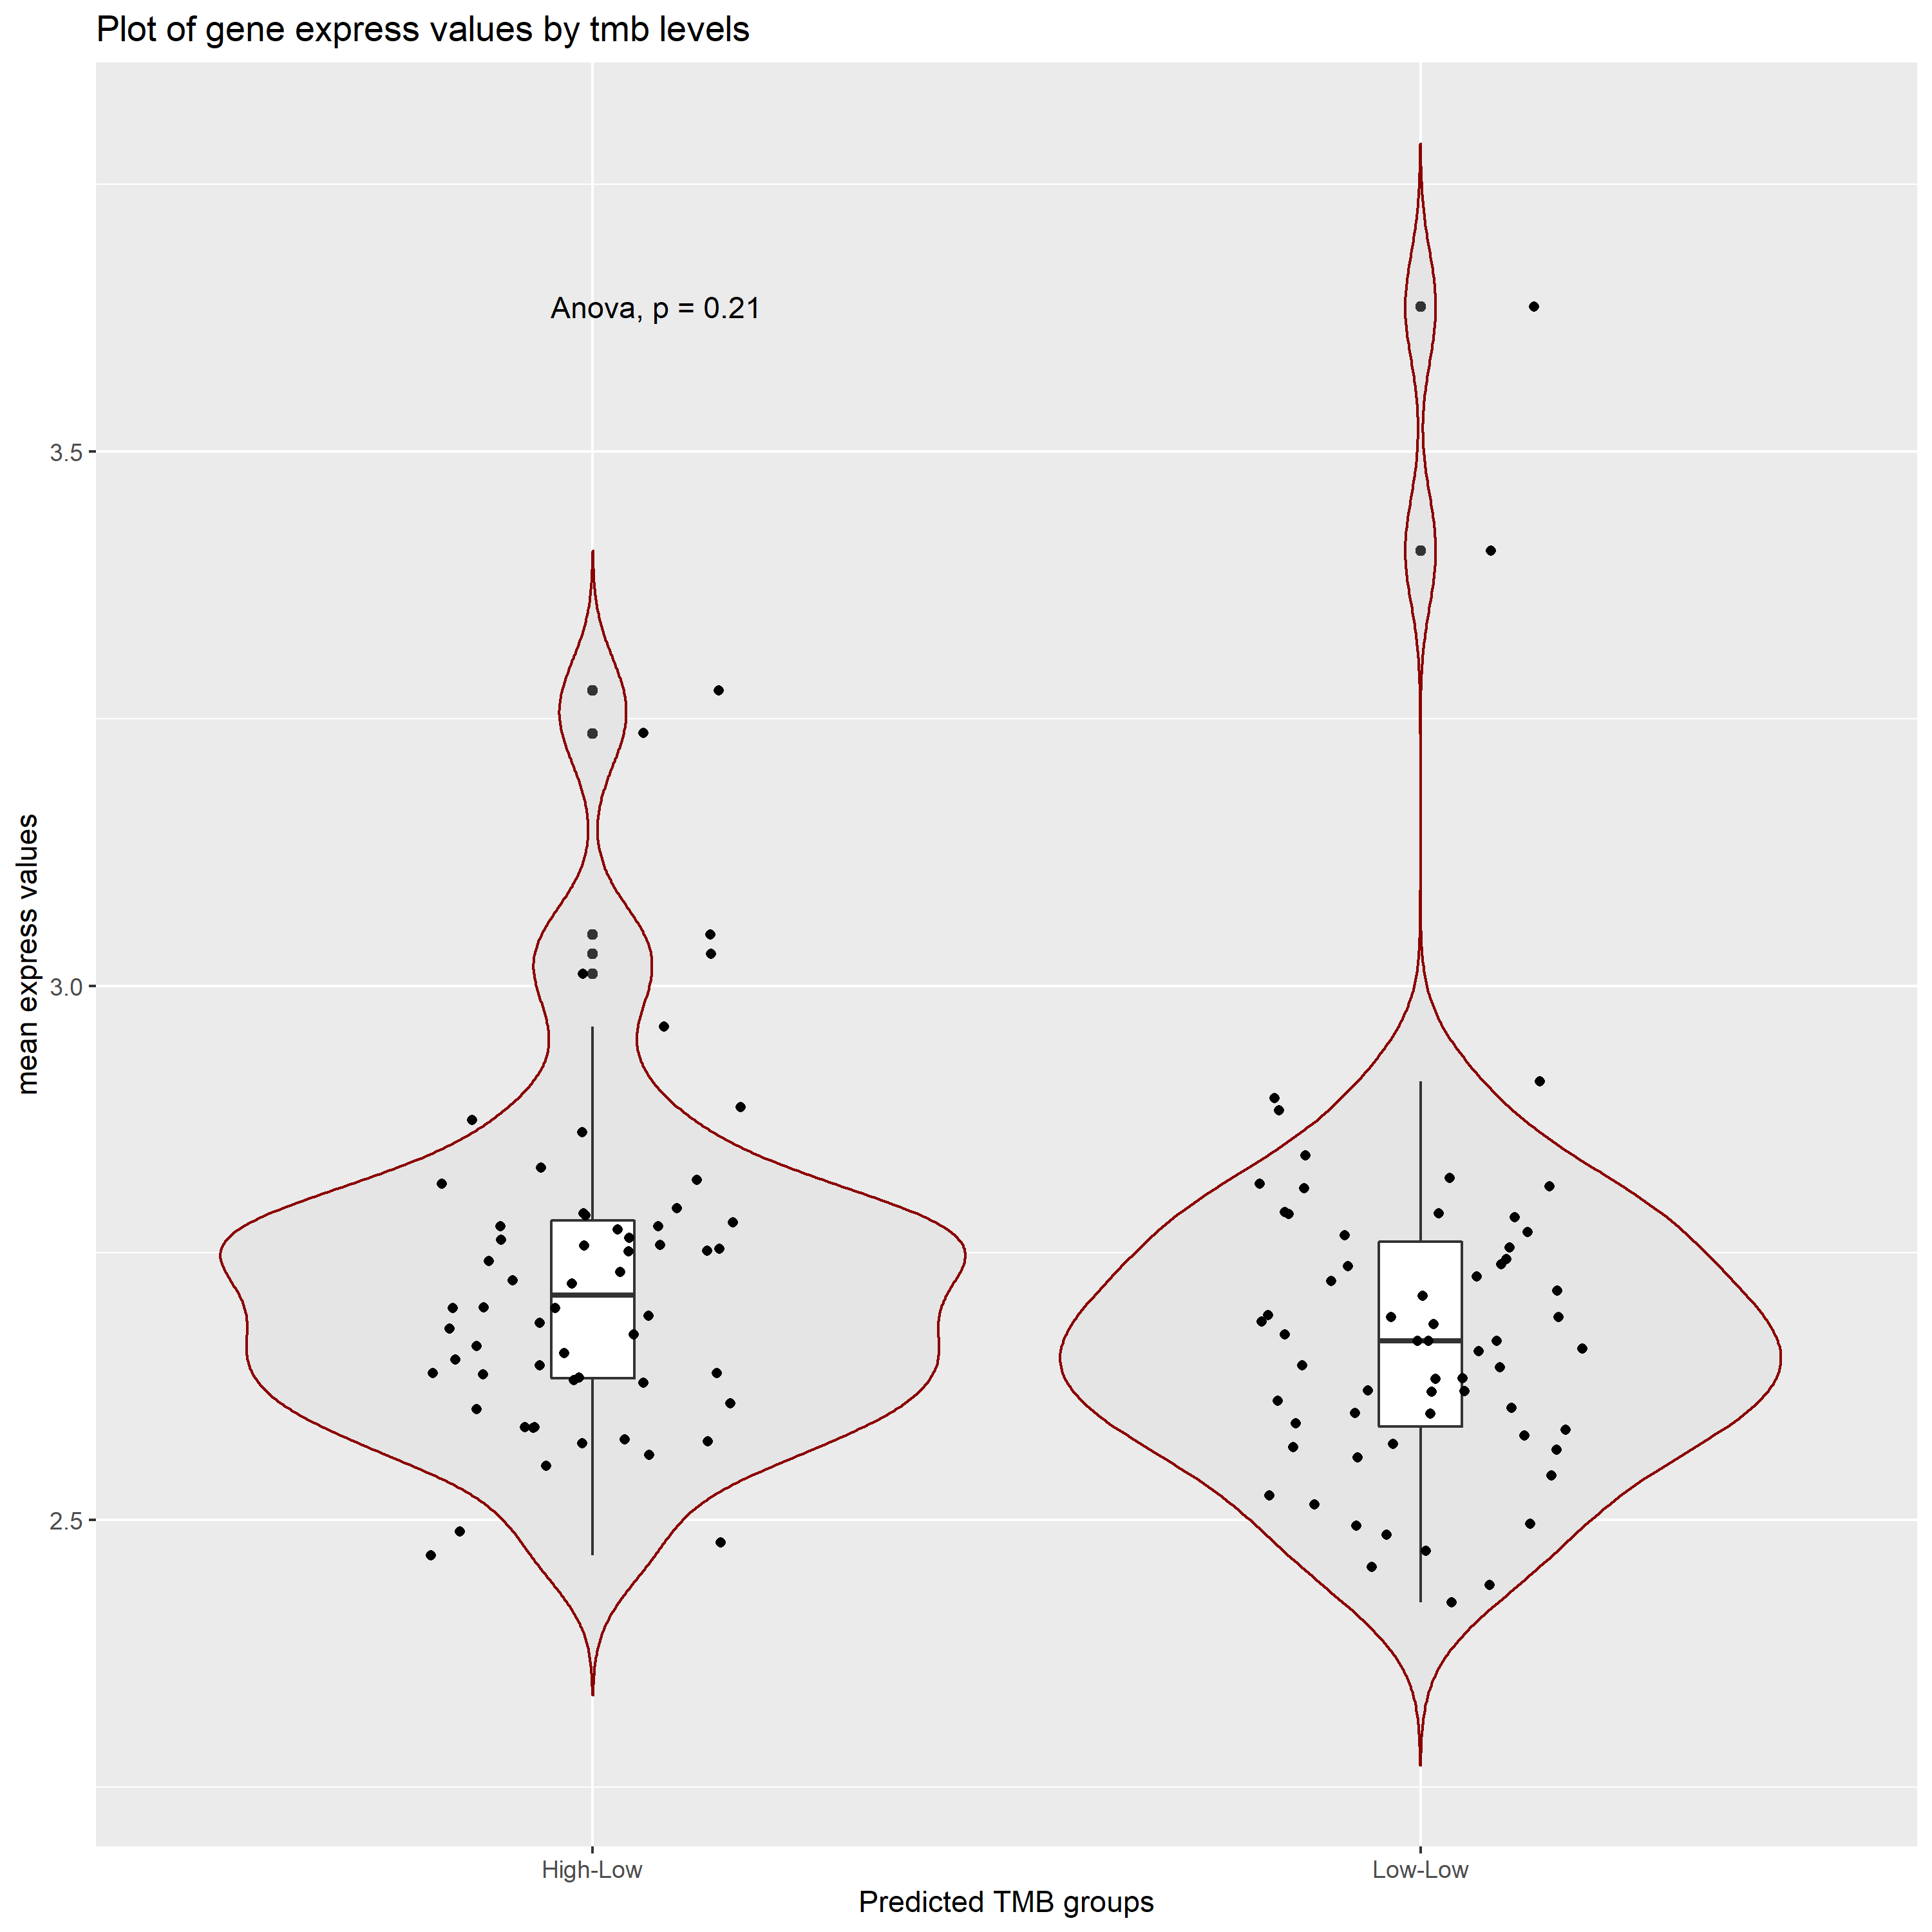 Plot of gene express values by tmb levels
Anova, p = 0.21
mean express values
3.5
3.0
2.5
High-Low
Low-Low
Predicted TMB groups